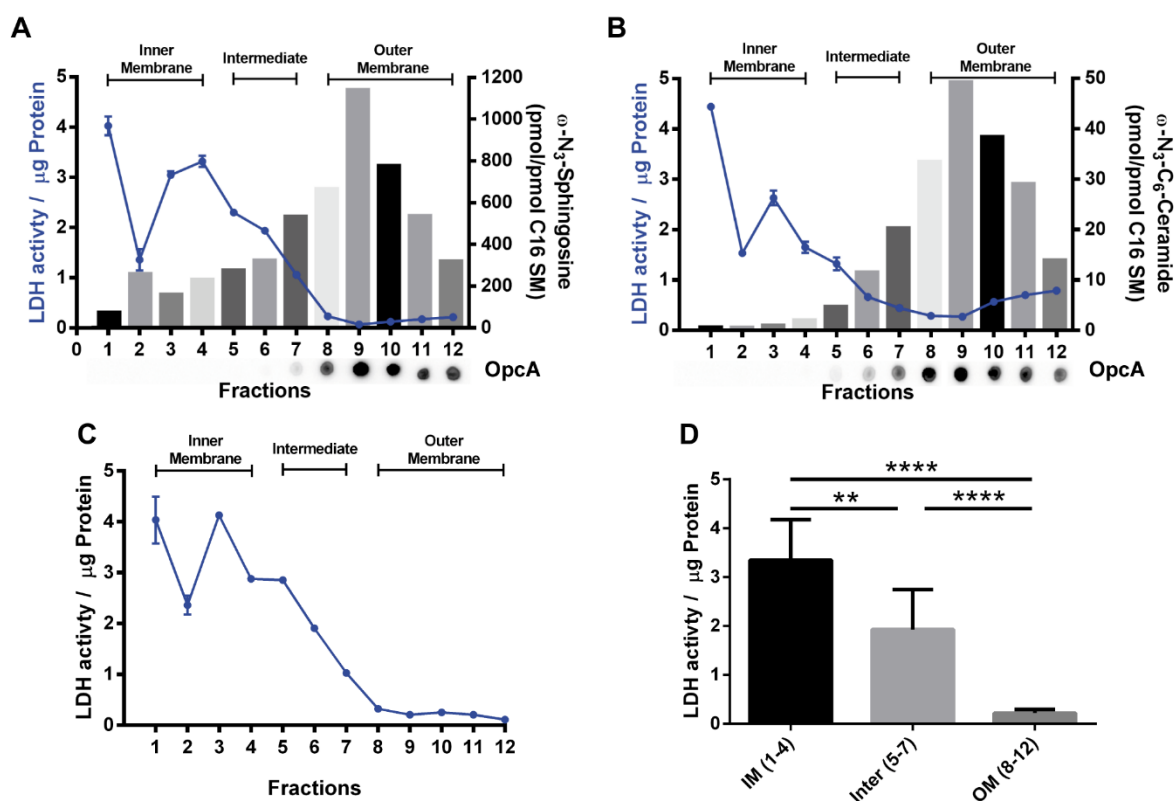 A
Inner
Membrane
Intermediate
Outer
Membrane
LDH activty / μg Protein
5
4
3
2
1
0
1200
1000
800
600
400
200
0
ω-N3-Sphingosine
(pmol/pmol C16 SM)
0 1 2 3 4 5 6 7 8 9 10 11 12
OpcA
Fractions
B
Inner
Membrane
Intermediate
Outer
Membrane
LDH activty / μg Protein
5
4
3
2
1
0
50
40
30
20
10
0
ω-N3-C6-Ceramide
(pmol/pmol C16 SM)
1 2 3 4 5 6 7 8 9 10 11 12
OpcA
Fractions
C
Inner
Membrane
Intermediate
Outer
Membrane
LDH activty / μg Protein
5
4
3
2
1
0
1 2 3 4 5 6 7 8 9 10 11 12
Fractions
D
****
** ****
LDH activty / μg Protein
5
4
3
2
1
0
IM (1-4)
Inter (5-7)
OM (8-12)